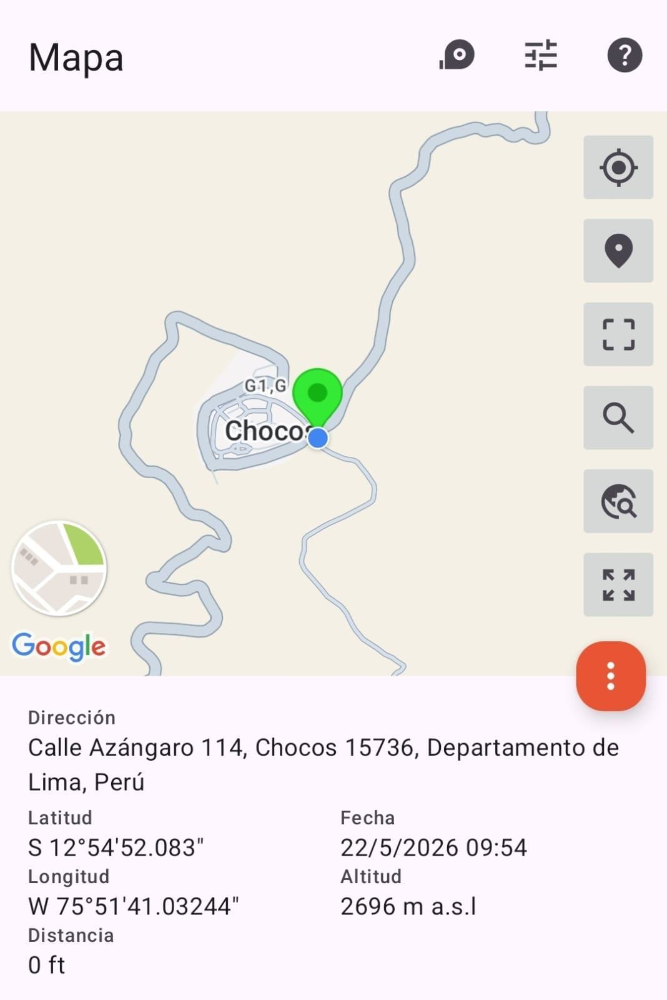 Mapa
G1,G
Chocos
Google
Dirección
Calle Azángaro 114, Chocos 15736, Departamento de
Lima, Perú
Latitud
S 12°54'52.083"
Fecha
22/5/2026 09:54
Longitud
W 75°51'41.03244"
Altitud
2696 m a.s.l
Distancia
0 ft